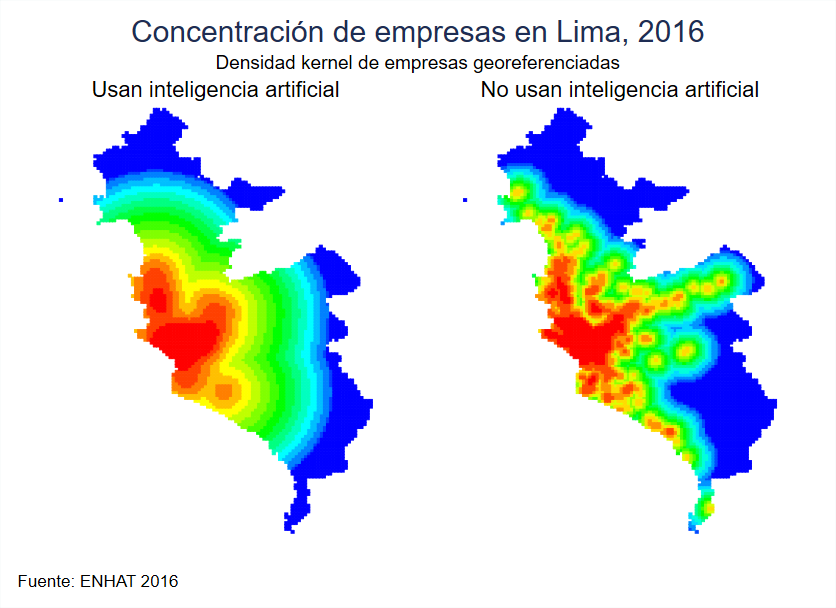 Concentración de empresas en Lima, 2016
Densidad kernel de empresas georeferenciadas
Usan inteligencia artificial
No usan inteligencia artificial
Fuente: ENHAT 2016